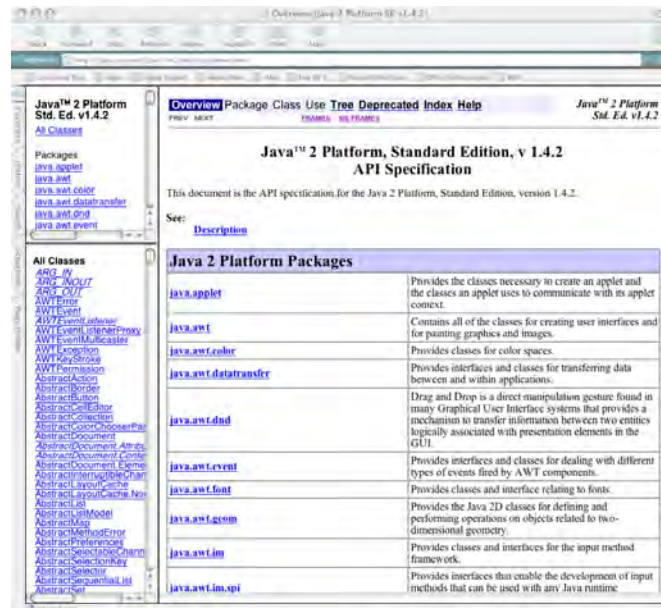 Overview: Java 2 Platform SE v1.4.2
Java™ 2 Platform
Std. Ed. v1.4.2
All Classes
Packages
java.applet
java.awt
java.awt.color
java.awt.datatransfer
java.awt.dnd
java.awt.event
All Classes
ARG_IN
ARG_INOUT
ARG_OUT
AWTError
AWTEvent
AWTEventListener
AWTEventListenerProxy
AWTEventMulticaster
AWTException
AWTKeyStroke
AWTPermission
AbstractAction
AbstractBorder
AbstractButton
AbstractCellEditor
AbstractCollection
AbstractColorChooserPan
AbstractDocument
AbstractDocument.Attribu
AbstractDocument.Conte
AbstractDocument.Eleme
AbstractInterruptibleChan
AbstractLayoutCache
AbstractLayoutCache.Nod
AbstractList
AbstractListModel
AbstractMap
AbstractMethodError
AbstractPreferences
AbstractSelectableChann
AbstractSelectionKey
AbstractSelector
AbstractSequentialList
AbstractSet
Overview Package Class Use Tree Deprecated Index Help
PREV NEXT FRAMES NO FRAMES
Java™ 2 Platform
Std. Ed. v1.4.2
Java™ 2 Platform, Standard Edition, v 1.4.2
API Specification
This document is the API specification for the Java 2 Platform, Standard Edition, version 1.4.2.
See:
Description
Java 2 Platform Packages
java.applet
Provides the classes necessary to create an applet and
the classes an applet uses to communicate with its applet
context.
java.awt
Contains all of the classes for creating user interfaces and
for painting graphics and images.
java.awt.color
Provides classes for color spaces.
java.awt.datatransfer
Provides interfaces and classes for transferring data
between and within applications.
java.awt.dnd
Drag and Drop is a direct manipulation gesture found in
many Graphical User Interface systems that provides a
mechanism to transfer information between two entities
logically associated with presentation elements in the
GUI.
java.awt.event
Provides interfaces and classes for dealing with different
types of events fired by AWT components.
java.awt.font
Provides classes and interface relating to fonts.
java.awt.geom
Provides the Java 2D classes for defining and
performing operations on objects related to two-
dimensional geometry.
java.awt.im
Provides classes and interfaces for the input method
framework.
java.awt.im.spi
Provides interfaces that enable the development of input
methods that can be used with any Java runtime